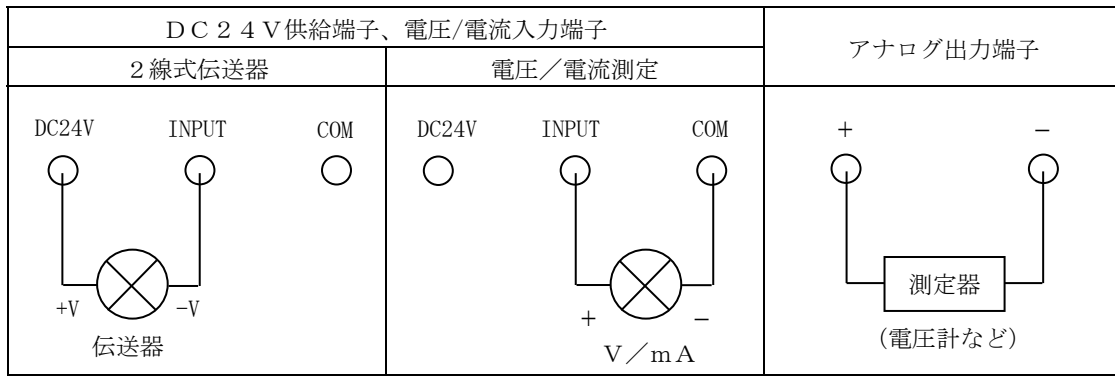 DC24V供給端子、電圧/電流入力端子
アナログ出力端子
2線式伝送器
電圧／電流測定
DC24V INPUT COM
DC24V INPUT COM
+ −
+V −V
伝送器
+ −
V／mA
測定器
(電圧計など)